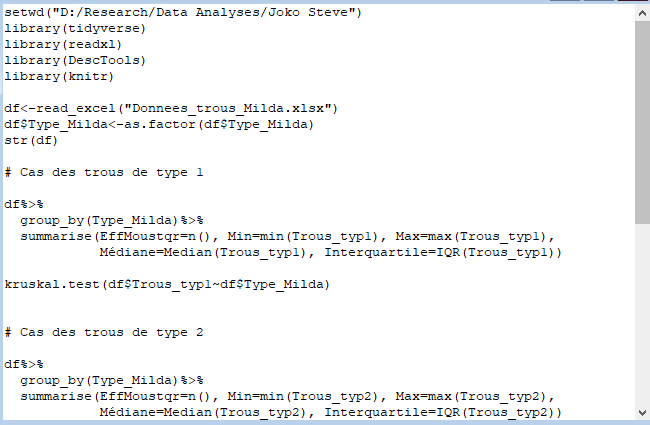 setwd("D:/Research/Data Analyses/Joko Steve")
library(tidyverse)
library(readxl)
library(DescTools)
library(knitr)
df<-read_excel("Donnees_trous_Milda.xlsx")
df$Type_Milda<-as.factor(df$Type_Milda)
str(df)
# Cas des trous de type 1
df%>%
  group_by(Type_Milda)%>%
  summarise(EffMoustqr=n(), Min=min(Trous_typ1), Max=max(Trous_typ1),
            Médiane=Median(Trous_typ1), Interquartile=IQR(Trous_typ1))
kruskal.test(df$Trous_typ1~df$Type_Milda)
# Cas des trous de type 2
df%>%
  group_by(Type_Milda)%>%
  summarise(EffMoustqr=n(), Min=min(Trous_typ2), Max=max(Trous_typ2),
            Médiane=Median(Trous_typ2), Interquartile=IQR(Trous_typ2))